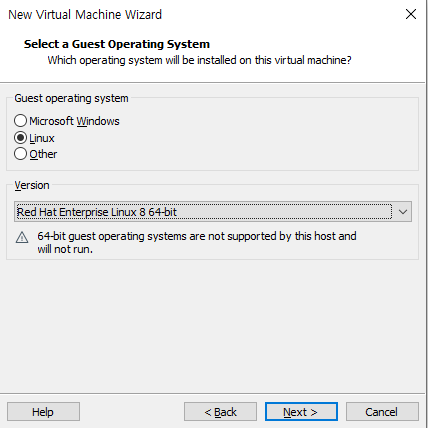 New Virtual Machine Wizard
Select a Guest Operating System
Which operating system will be installed on this virtual machine?
Guest operating system
Microsoft Windows
Linux
Other
Version
Red Hat Enterprise Linux 8 64-bit
64-bit guest operating systems are not supported by this host and
will not run.
Help
< Back
Next >
Cancel